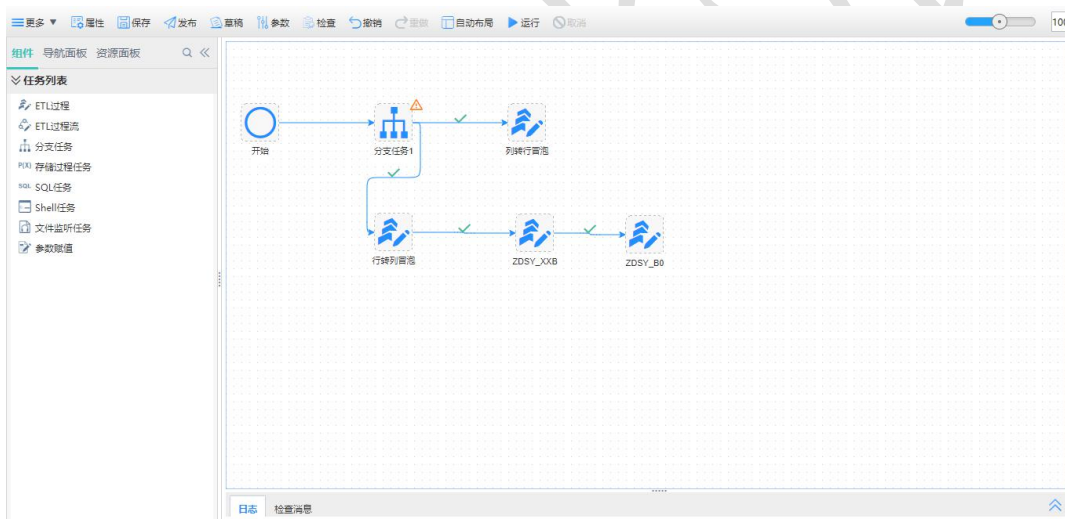 更多 属性 保存 发布 草稿 参数 检查 撤销 重做 自动布局 运行 取消 100
组件 导航面板 资源面板
任务列表
ETL过程
ETL过程流
分支任务
P(X) 存储过程任务
SQL SQL任务
Shell任务
文件监听任务
参数赋值
开始 分支任务1 列转行冒泡
行转列冒泡 ZDSY_XXB ZDSY_B0
日志 检查消息